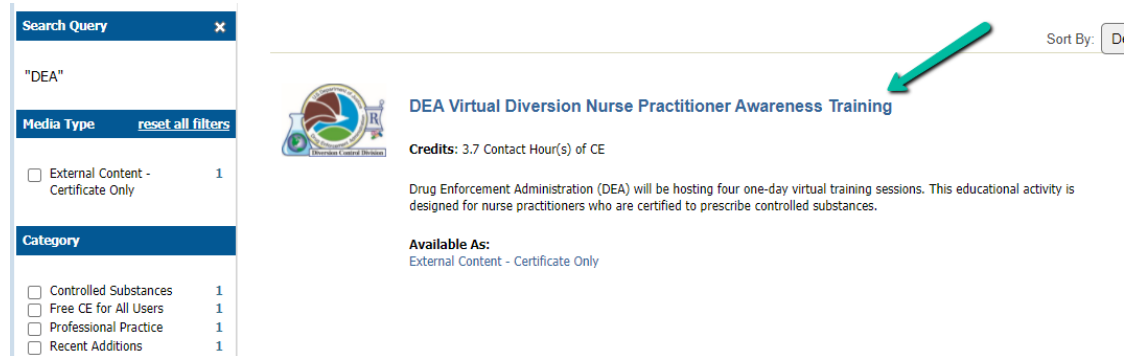 Search Query
"DEA"
Media Type reset all filters
External Content - 1
Certificate Only
Category
Controlled Substances 1
Free CE for All Users 1
Professional Practice 1
Recent Additions 1
Sort By: De
DEA Virtual Diversion Nurse Practitioner Awareness Training
Credits: 3.7 Contact Hour(s) of CE
Drug Enforcement Administration (DEA) will be hosting four one-day virtual training sessions. This educational activity is
designed for nurse practitioners who are certified to prescribe controlled substances.
Available As:
External Content - Certificate Only
R
Diversion Control Division